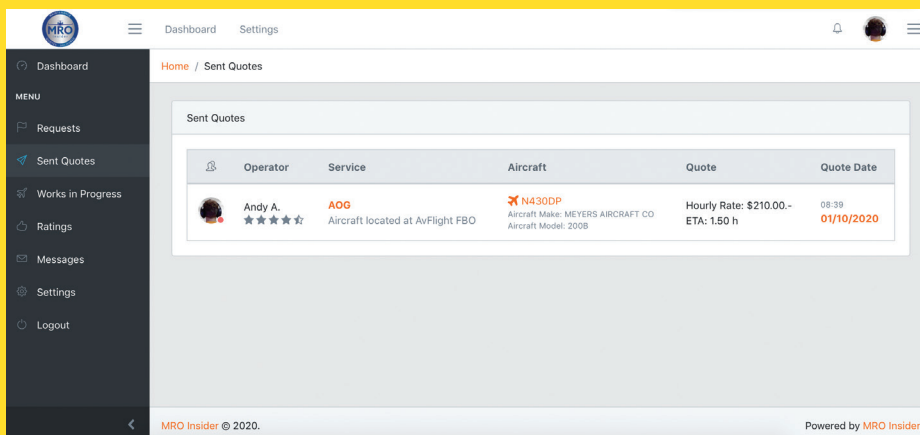 MRO
Dashboard Settings
Dashboard
Home / Sent Quotes
MENU
Requests
Sent Quotes
Works in Progress
Ratings
Messages
Settings
Logout
Sent Quotes
Operator Service Aircraft Quote Quote Date
Andy A.
AOG
Aircraft located at AvFlight FBO
N430DP
Aircraft Make: MEYERS AIRCRAFT CO
Aircraft Model: 200B
Hourly Rate: $210.00.-
ETA: 1.50 h
08:39
01/10/2020
MRO Insider © 2020.
Powered by MRO Insider